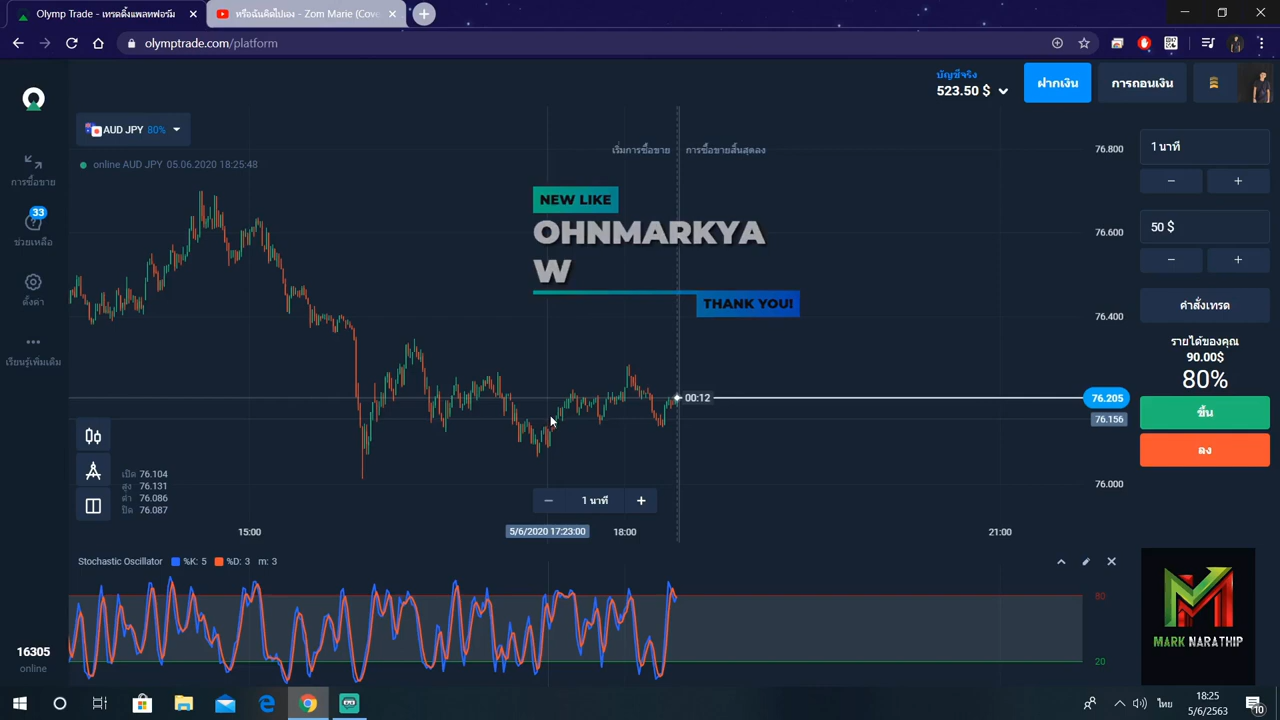 Olymp Trade - เทรดดิ้งแพลทฟอร์ม
หรือฉันคิดไปเอง - Zom Marie (Cov
olymptrade.com/platform
บัญชีจริง
523.50 $
ฝากเงิน
การถอนเงิน
AUD JPY 80%
online AUD JPY 05.06.2020 18:25:48
เริ่มการซื้อขาย
การซื้อขายสิ้นสุดลง
การซื้อขาย
33
ช่วยเหลือ
ตั้งค่า
เรียนรู้เพิ่มเติม
NEW LIKE
OHNMARKYA
W
THANK YOU!
76.800
76.600
76.400
76.205
76.156
76.000
00:12
1 นาที
− +
50 $
− +
คำสั่งเทรด
รายได้ของคุณ
90.00$
80%
ขึ้น
ลง
เปิด 76.104
สูง 76.131
ต่ำ 76.086
ปิด 76.087
− 1 นาที +
15:00
5/6/2020 17:23:00
18:00
21:00
Stochastic Oscillator %K: 5 %D: 3 m: 3
80
20
16305
online
MARK NARATHIP
ไทย
18:25
5/6/2563
10